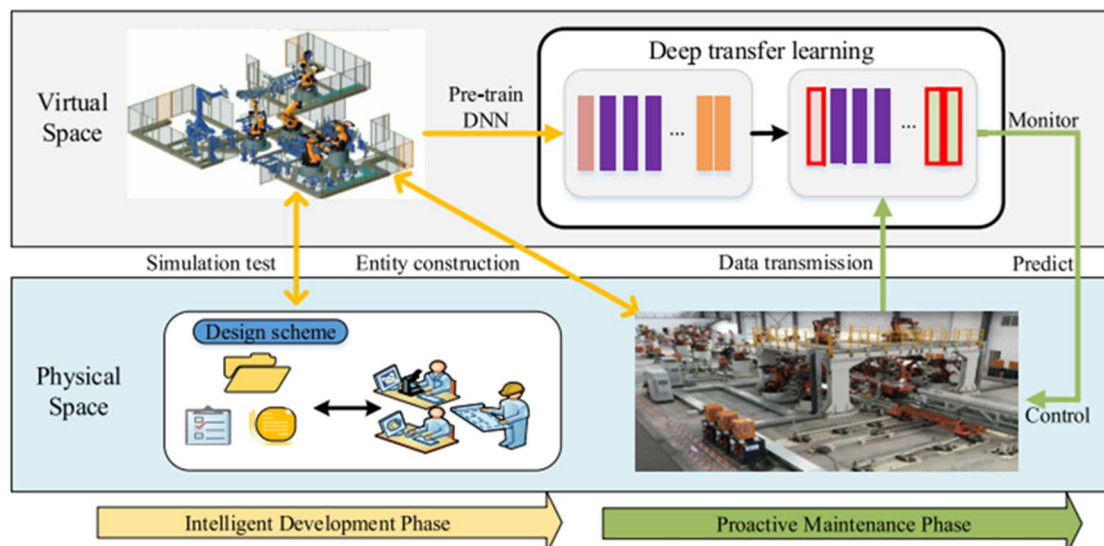 Deep transfer learning
Virtual
Space
Pre-train
DNN
...
...
Monitor
Simulation test
Entity construction
Data transmission
Predict
Design scheme
Physical
Space
Control
Intelligent Development Phase
Proactive Maintenance Phase